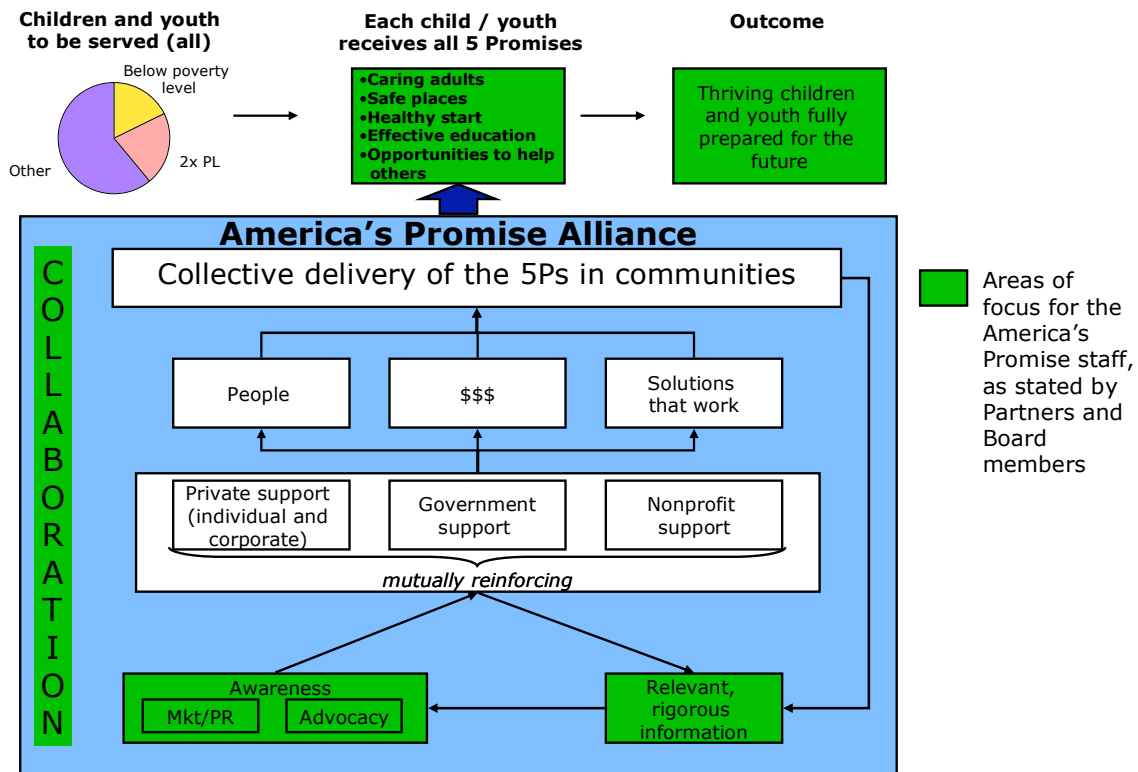 Children and youth
to be served (all)
Each child / youth
receives all 5 Promises
Outcome
Below poverty
level
2x PL
Other
•Caring adults
•Safe places
•Healthy start
•Effective education
•Opportunities to help
others
Thriving children
and youth fully
prepared for the
future
America's Promise Alliance
COLLABORATION
Collective delivery of the 5Ps in communities
People
$$$
Solutions
that work
Private support
(individual and
corporate)
Government
support
Nonprofit
support
mutually reinforcing
Awareness
Mkt/PR
Advocacy
Relevant,
rigorous
information
Areas of
focus for the
America's
Promise staff,
as stated by
Partners and
Board
members